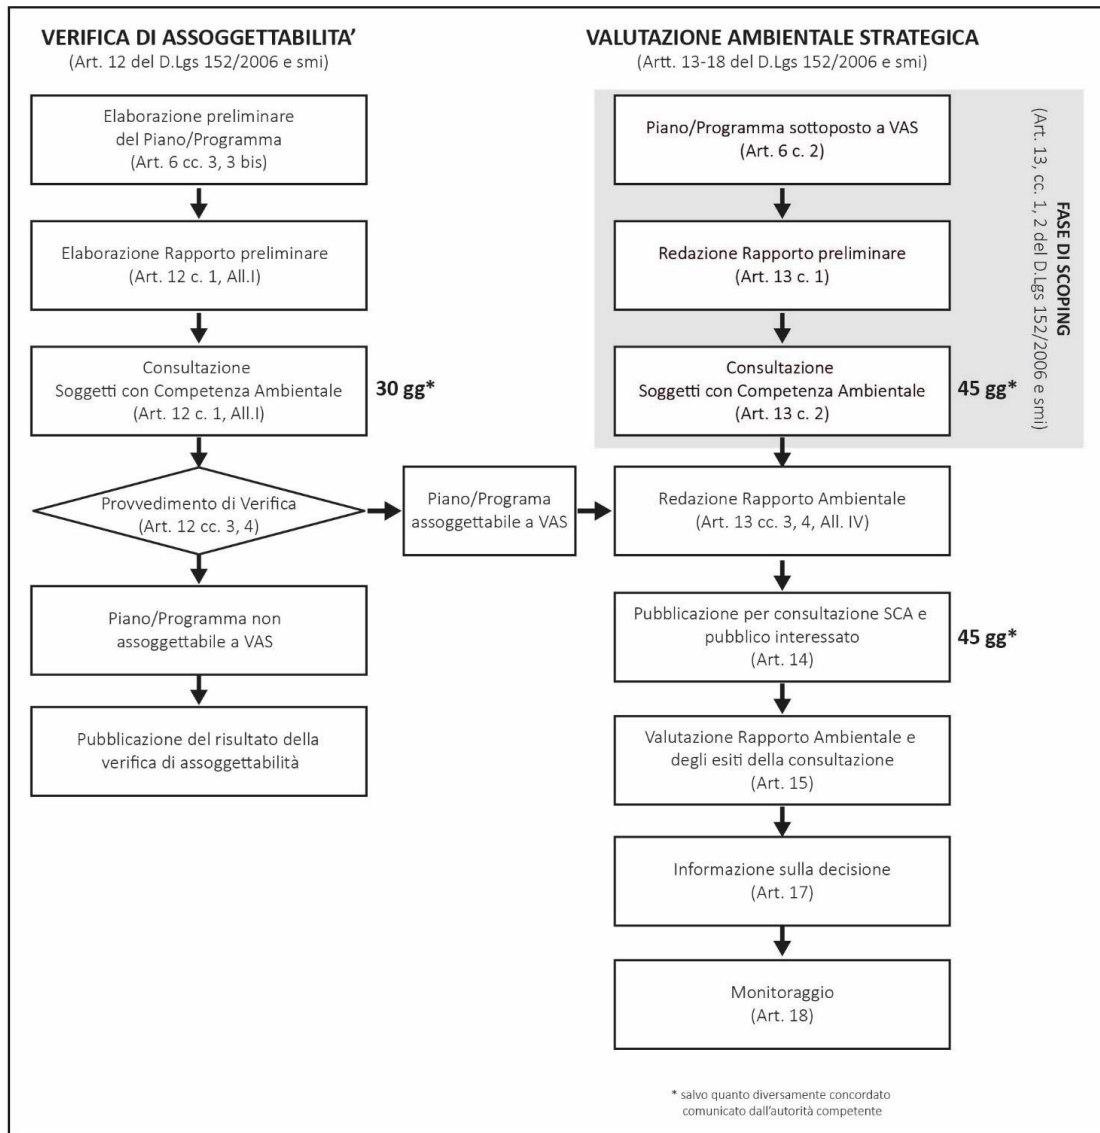 VERIFICA DI ASSOGGETTABILITA'
(Art. 12 del D.Lgs 152/2006 e smi)
Elaborazione preliminare
del Piano/Programma
(Art. 6 cc. 3, 3 bis)
Elaborazione Rapporto preliminare
(Art. 12 c. 1, All.I)
Consultazione
Soggetti con Competenza Ambientale
(Art. 12 c. 1, All.I)
30 gg*
Provvedimento di Verifica
(Art. 12 cc. 3, 4)
Piano/Programa
assoggettabile a VAS
Piano/Programma non
assoggettabile a VAS
Pubblicazione del risultato della
verifica di assoggettabilità
VALUTAZIONE AMBIENTALE STRATEGICA
(Artt. 13-18 del D.Lgs 152/2006 e smi)
Piano/Programma sottoposto a VAS
(Art. 6 c. 2)
Redazione Rapporto preliminare
(Art. 13 c. 1)
Consultazione
Soggetti con Competenza Ambientale
(Art. 13 c. 2)
45 gg*
FASE DI SCOPING
(Art. 13, cc. 1, 2 del D.Lgs 152/2006 e smi)
Redazione Rapporto Ambientale
(Art. 13 cc. 3, 4, All. IV)
Pubblicazione per consultazione SCA e
pubblico interessato
(Art. 14)
45 gg*
Valutazione Rapporto Ambientale e
degli esiti della consultazione
(Art. 15)
Informazione sulla decisione
(Art. 17)
Monitoraggio
(Art. 18)
* salvo quanto diversamente concordato
comunicato dall'autorità competente